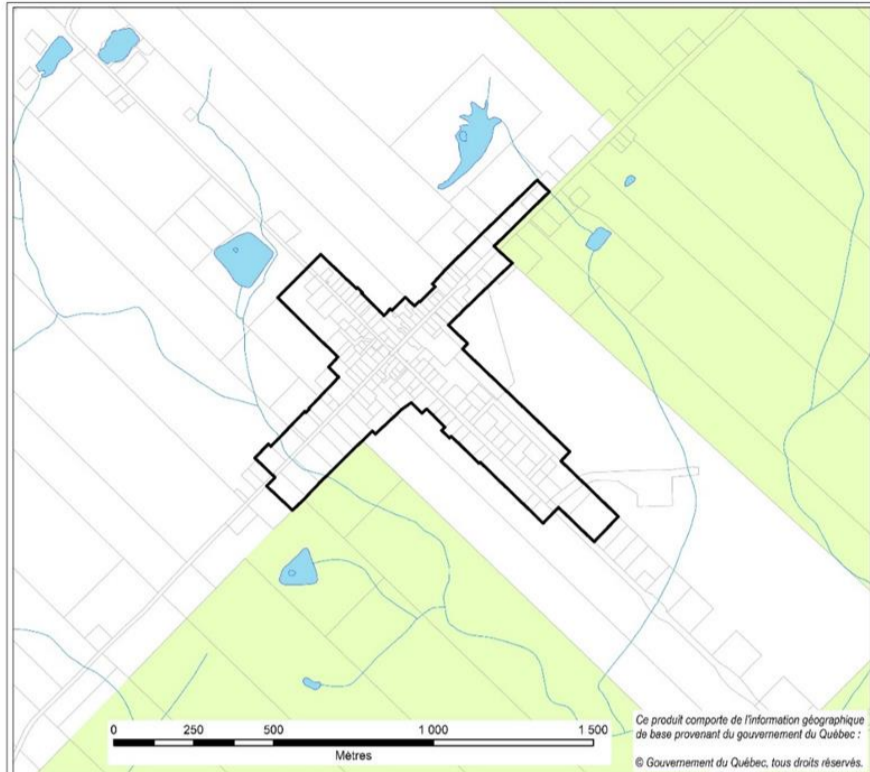 0 250 500 1 000 1 500
Mètres
Ce produit comporte de l'information géographique
de base provenant du gouvernement du Québec :
© Gouvernement du Québec, tous droits réservés.